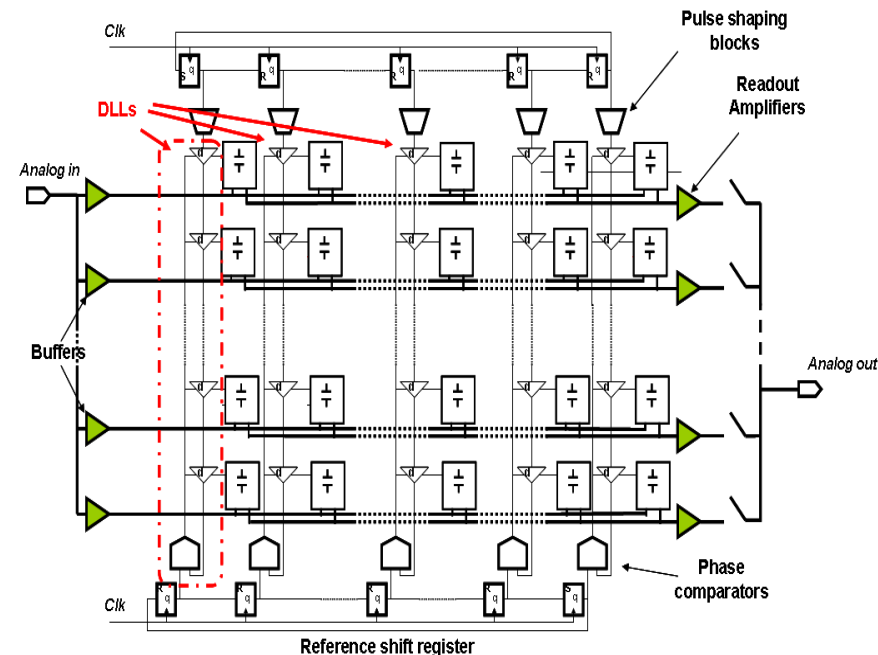 Clk
Pulse shaping
blocks
S q R q R q R q R q
DLLs
Readout
Amplifiers
Analog in
d d d d d
d d d d d
Buffers
Analog out
d d d d d
d d d d d
Phase
comparators
R q R q R q R q S q
Clk
Reference shift register